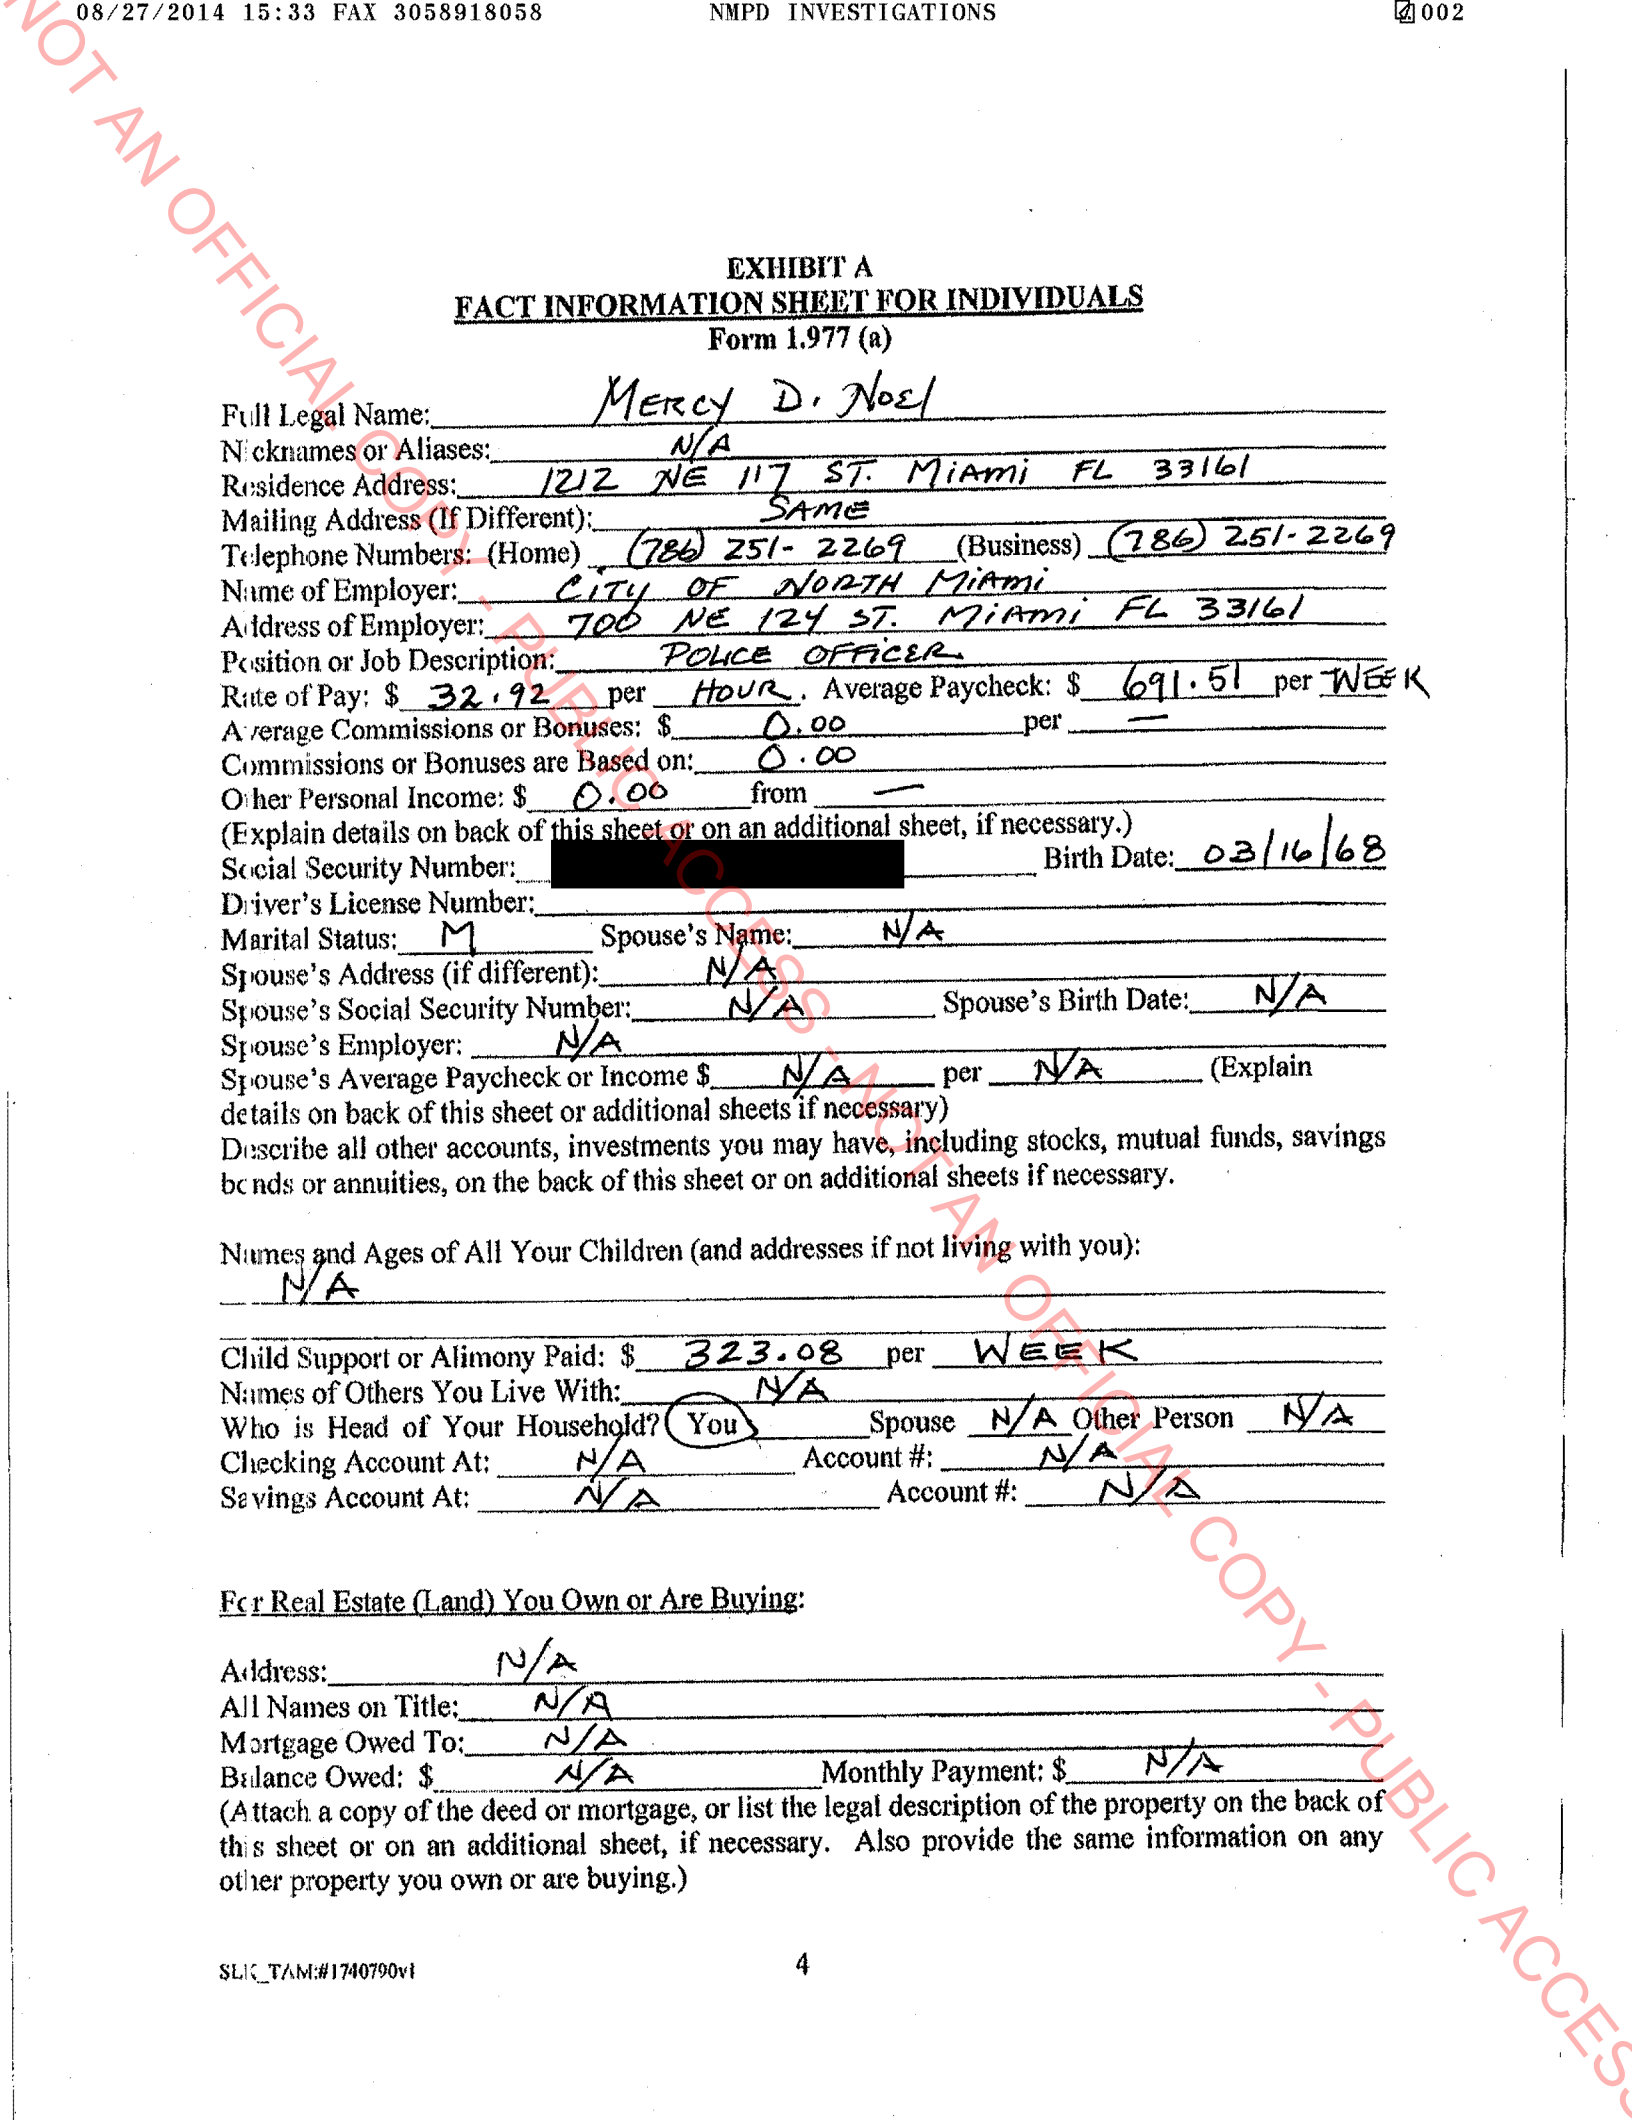 08/27/2014 15:33 FAX 3058918058 NMPD INVESTIGATIONS 002
EXHIBIT A
FACT INFORMATION SHEET FOR INDIVIDUALS
Form 1.977 (a)
Full Legal Name: MERCY D. NOEl
Nicknames or Aliases: N/A
Residence Address: 1212 NE 117 ST. MiAmi FL 33161
Mailing Address (If Different): SAME
Telephone Numbers: (Home) (786) 251-2269 (Business) (786) 251-2269
Name of Employer: CiTY OF NORTH MiAmi
Address of Employer: 700 NE 124 ST. MiAmi FL 33161
Position or Job Description: POLICE OFFiCER
Rate of Pay: $ 32.92 per HOUR. Average Paycheck: $ 691.51 per WEEK
Average Commissions or Bonuses: $ 0.00 per —
Commissions or Bonuses are Based on: 0.00
Other Personal Income: $ 0.00 from —
(Explain details on back of this sheet or on an additional sheet, if necessary.)
Social Security Number: Birth Date: 03/16/68
Driver's License Number:
Marital Status: M Spouse's Name: N/A
Spouse's Address (if different): N/A
Spouse's Social Security Number: N/A Spouse's Birth Date: N/A
Spouse's Employer: N/A
Spouse's Average Paycheck or Income $ N/A per N/A (Explain
details on back of this sheet or additional sheets if necessary)
Describe all other accounts, investments you may have, including stocks, mutual funds, savings
bonds or annuities, on the back of this sheet or on additional sheets if necessary.
Names and Ages of All Your Children (and addresses if not living with you):
N/A
Child Support or Alimony Paid: $ 323.08 per WEEK
Names of Others You Live With: N/A
Who is Head of Your Household? You Spouse N/A Other Person N/A
Checking Account At: N/A Account #: N/A
Savings Account At: N/A Account #: N/A
For Real Estate (Land) You Own or Are Buying:
Address: N/A
All Names on Title: N/A
Mortgage Owed To: N/A
Balance Owed: $ N/A Monthly Payment: $ N/A
(Attach a copy of the deed or mortgage, or list the legal description of the property on the back of
this sheet or on an additional sheet, if necessary. Also provide the same information on any
other property you own or are buying.)
SLK_TAM:#1740790v1 4
NOT AN OFFICIAL COPY - PUBLIC ACCESS - NOT AN OFFICIAL COPY - PUBLIC ACCESS